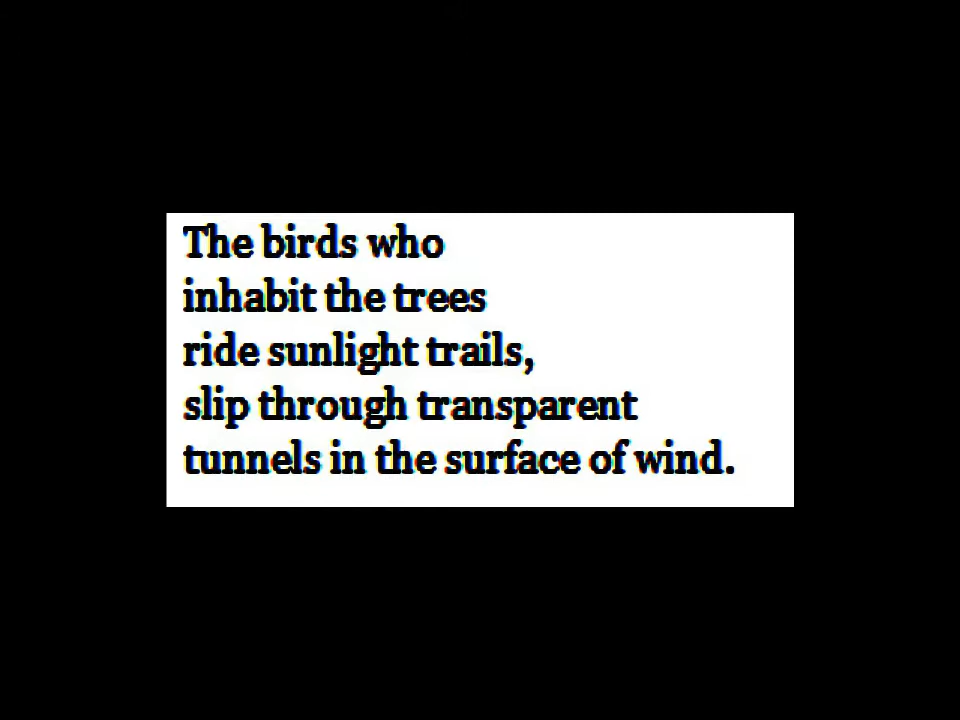 The birds who
inhabit the trees
ride sunlight trails,
slip through transparent
tunnels in the surface of wind.